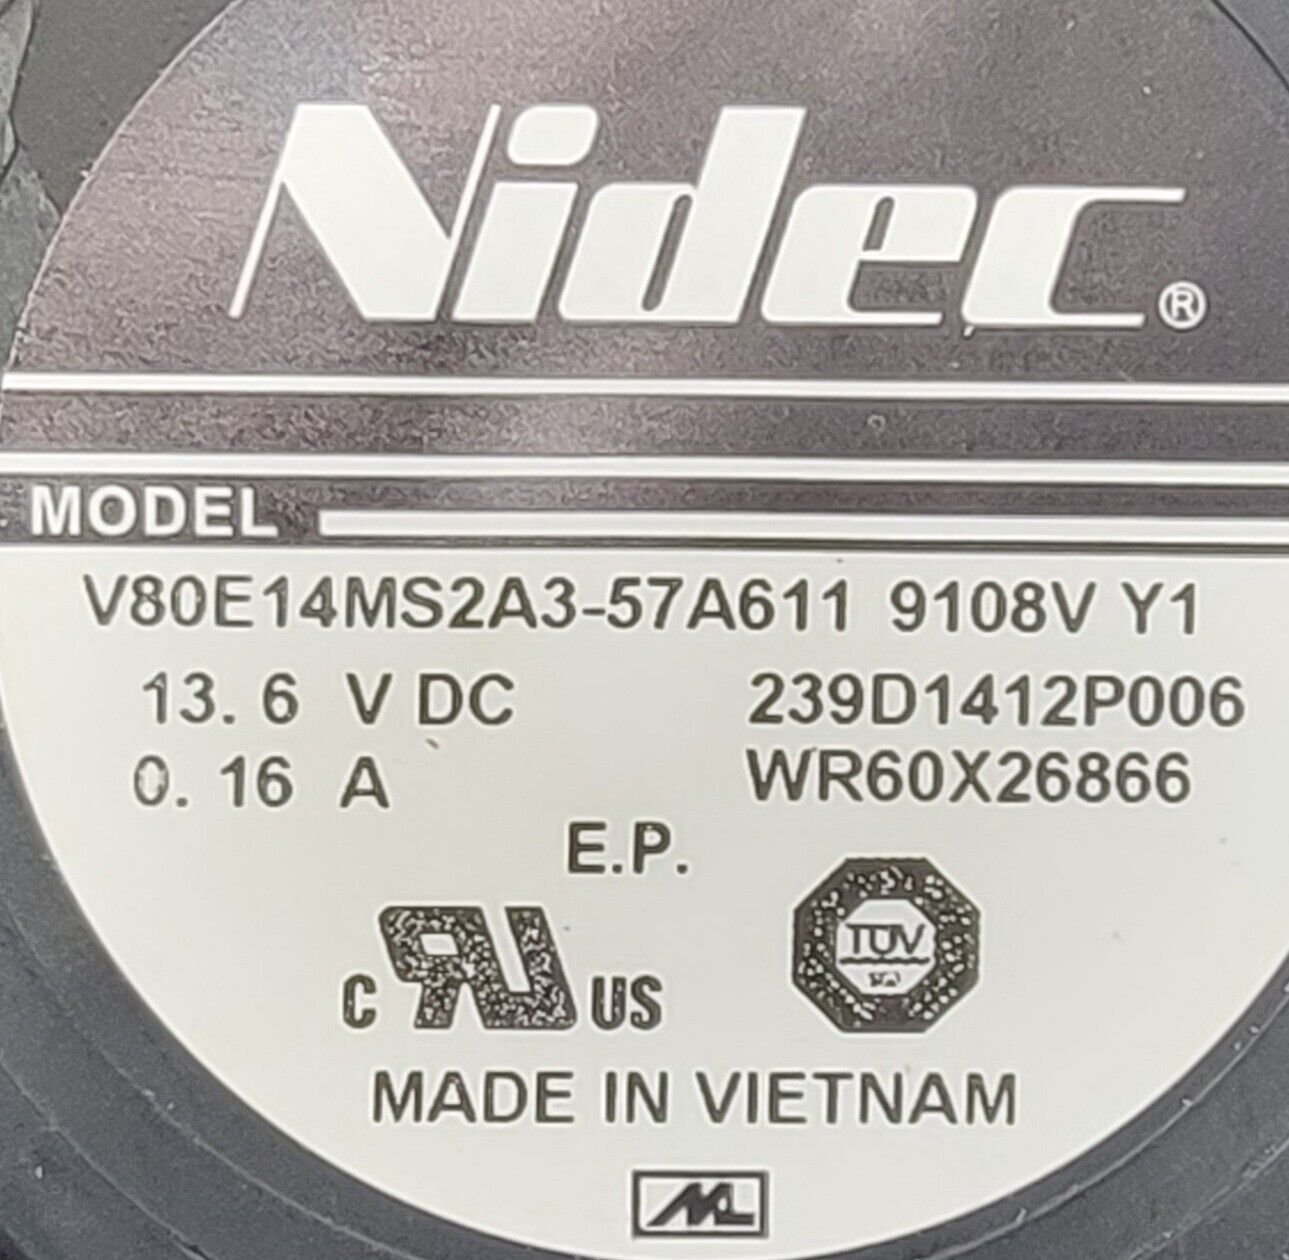 Nidec®
MODEL
V80E14MS2A3-57A611 9108V Y1
13. 6 V DC 239D1412P006
0. 16 A WR60X26866
E.P.
C US
TUV
MADE IN VIETNAM